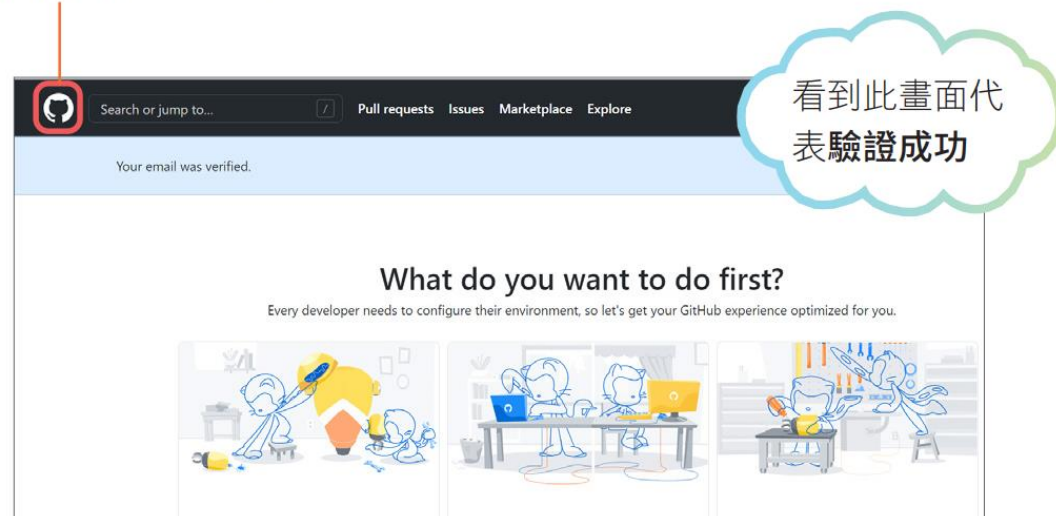 Search or jump to...
/
Pull requests Issues Marketplace Explore
看到此畫面代
表驗證成功
Your email was verified.
What do you want to do first?
Every developer needs to configure their environment, so let's get your GitHub experience optimized for you.